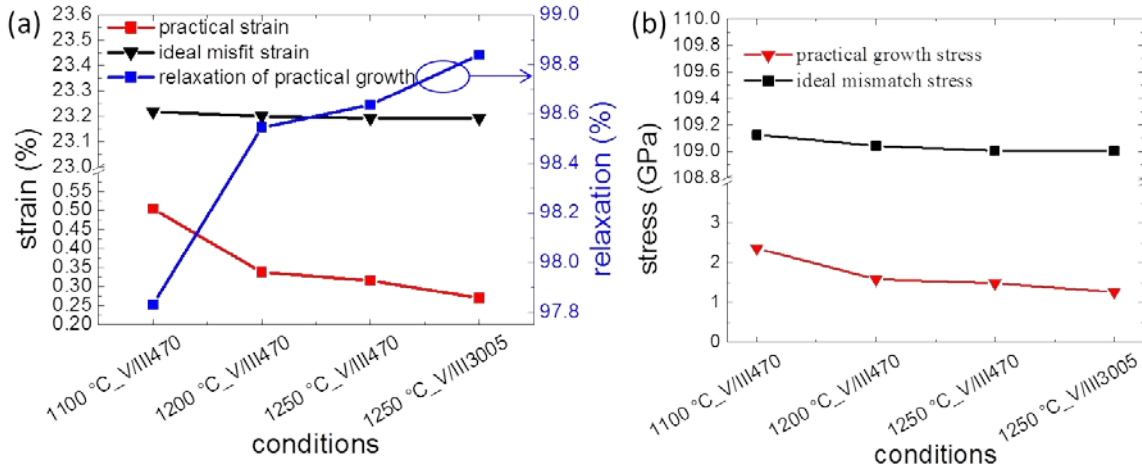 (a)
practical strain
ideal misfit strain
relaxation of practical growth
strain (%)
23.6
23.5
23.4
23.3
23.2
23.1
23.0
0.55
0.50
0.45
0.40
0.35
0.30
0.25
0.20
99.0
98.8
98.6
98.4
98.2
98.0
97.8
relaxation (%)
1100 °C_V/III470
1200 °C_V/III470
1250 °C_V/III470
1250 °C_V/III3005
conditions
(b)
practical growth stress
ideal mismatch stress
stress (GPa)
110.0
109.8
109.6
109.4
109.2
109.0
108.8
3
2
1
0
1100 °C_V/III470
1200 °C_V/III470
1250 °C_V/III470
1250 °C_V/III3005
conditions